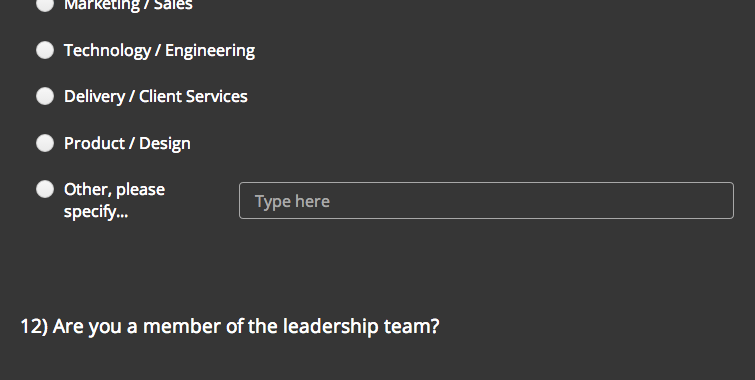 Marketing / Sales
Technology / Engineering
Delivery / Client Services
Product / Design
Other, please
specify...
Type here
12) Are you a member of the leadership team?